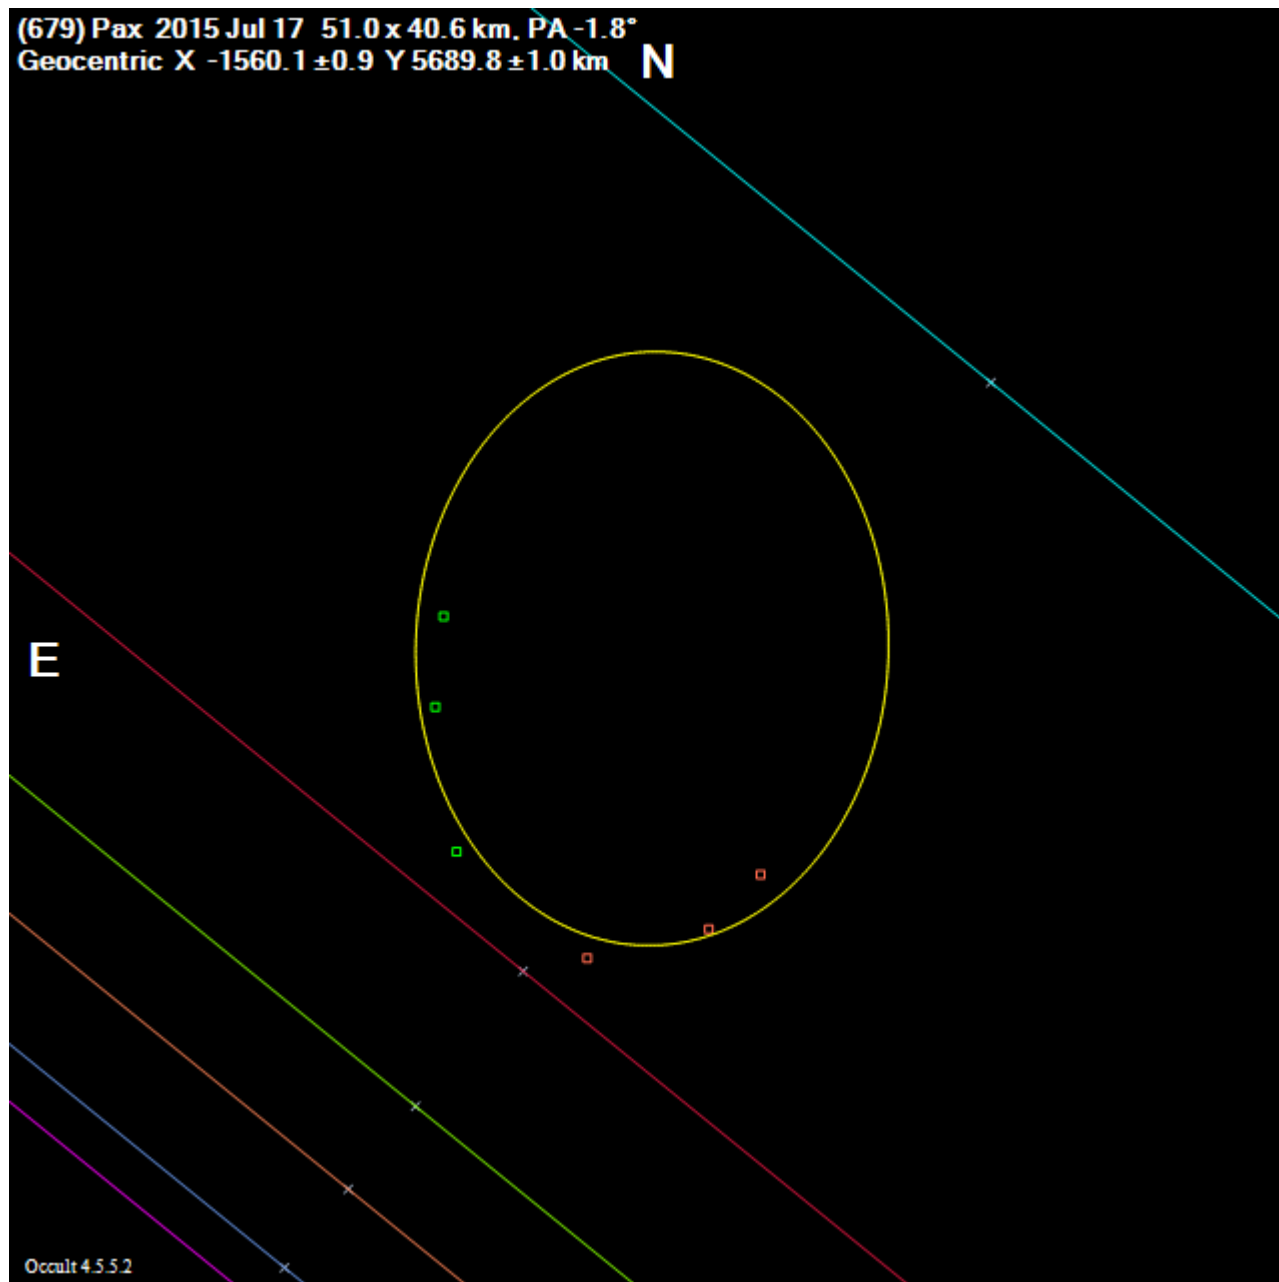 (679) Pax 2015 Jul 17 51.0 x 40.6 km, PA -1.8°
Geocentric X -1560.1 ±0.9 Y 5689.8 ±1.0 km
N
E
Occult 4.5.5.2